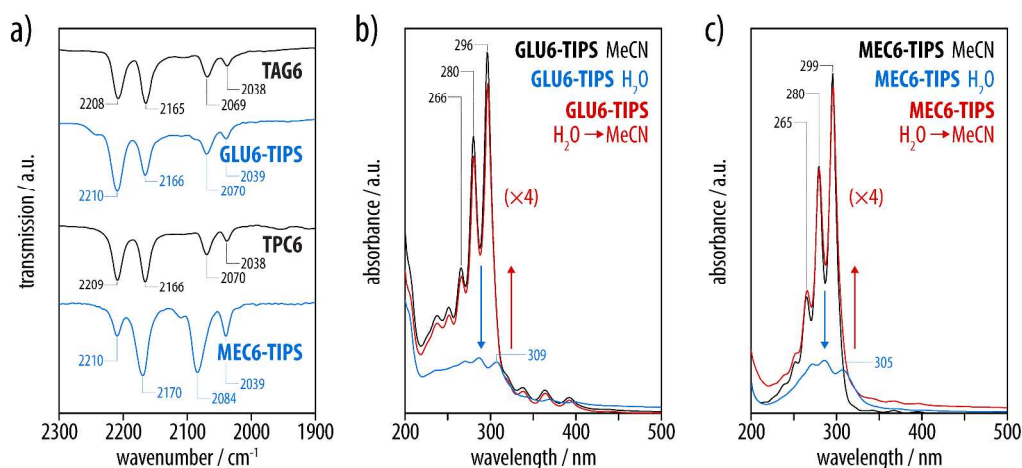 a)
transmission / a.u.
TAG6
2208
2165
2069
2038
GLU6-TIPS
2210
2166
2070
2039
TPC6
2209
2166
2070
2038
MEC6-TIPS
2210
2170
2084
2039
2300 2200 2100 2000 1900
wavenumber / cm⁻¹
b)
absorbance / a.u.
296
280
266
GLU6-TIPS MeCN
GLU6-TIPS H₂O
GLU6-TIPS
H₂O→MeCN
(×4)
309
200 300 400 500
wavelength / nm
c)
absorbance / a.u.
299
280
265
MEC6-TIPS MeCN
MEC6-TIPS H₂O
MEC6-TIPS
H₂O→MeCN
(×4)
305
200 300 400 500
wavelength / nm